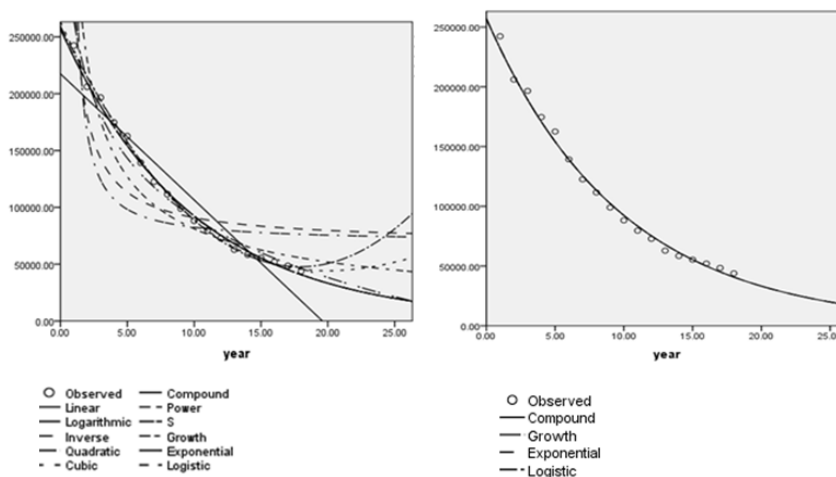 250000.00
200000.00
150000.00
100000.00
50000.00
0.00
0.00 5.00 10.00 15.00 20.00 25.00
year
Observed Compound
Linear Power
Logarithmic S
Inverse Growth
Quadratic Exponential
Cubic Logistic
250000.00
200000.00
150000.00
100000.00
50000.00
0.00
0.00 5.00 10.00 15.00 20.00 25.00
year
Observed
Compound
Growth
Exponential
Logistic